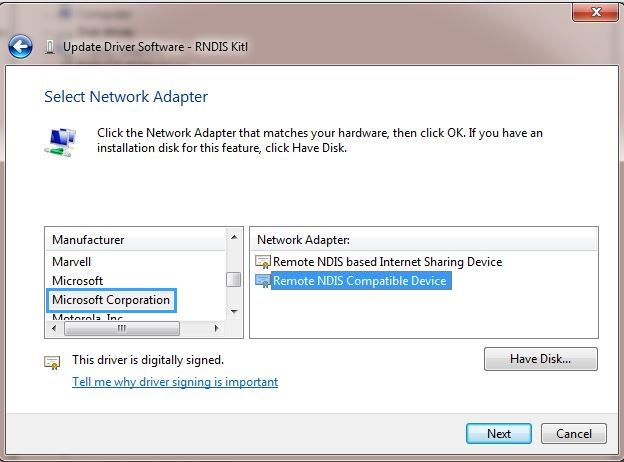 Update Driver Software - RNDIS Kitl
Select Network Adapter
Click the Network Adapter that matches your hardware, then click OK. If you have an
installation disk for this feature, click Have Disk.
Manufacturer
Marvell
Microsoft
Microsoft Corporation
Motorola, Inc.
Network Adapter:
Remote NDIS based Internet Sharing Device
Remote NDIS Compatible Device
This driver is digitally signed.
Tell me why driver signing is important
Have Disk...
Next
Cancel